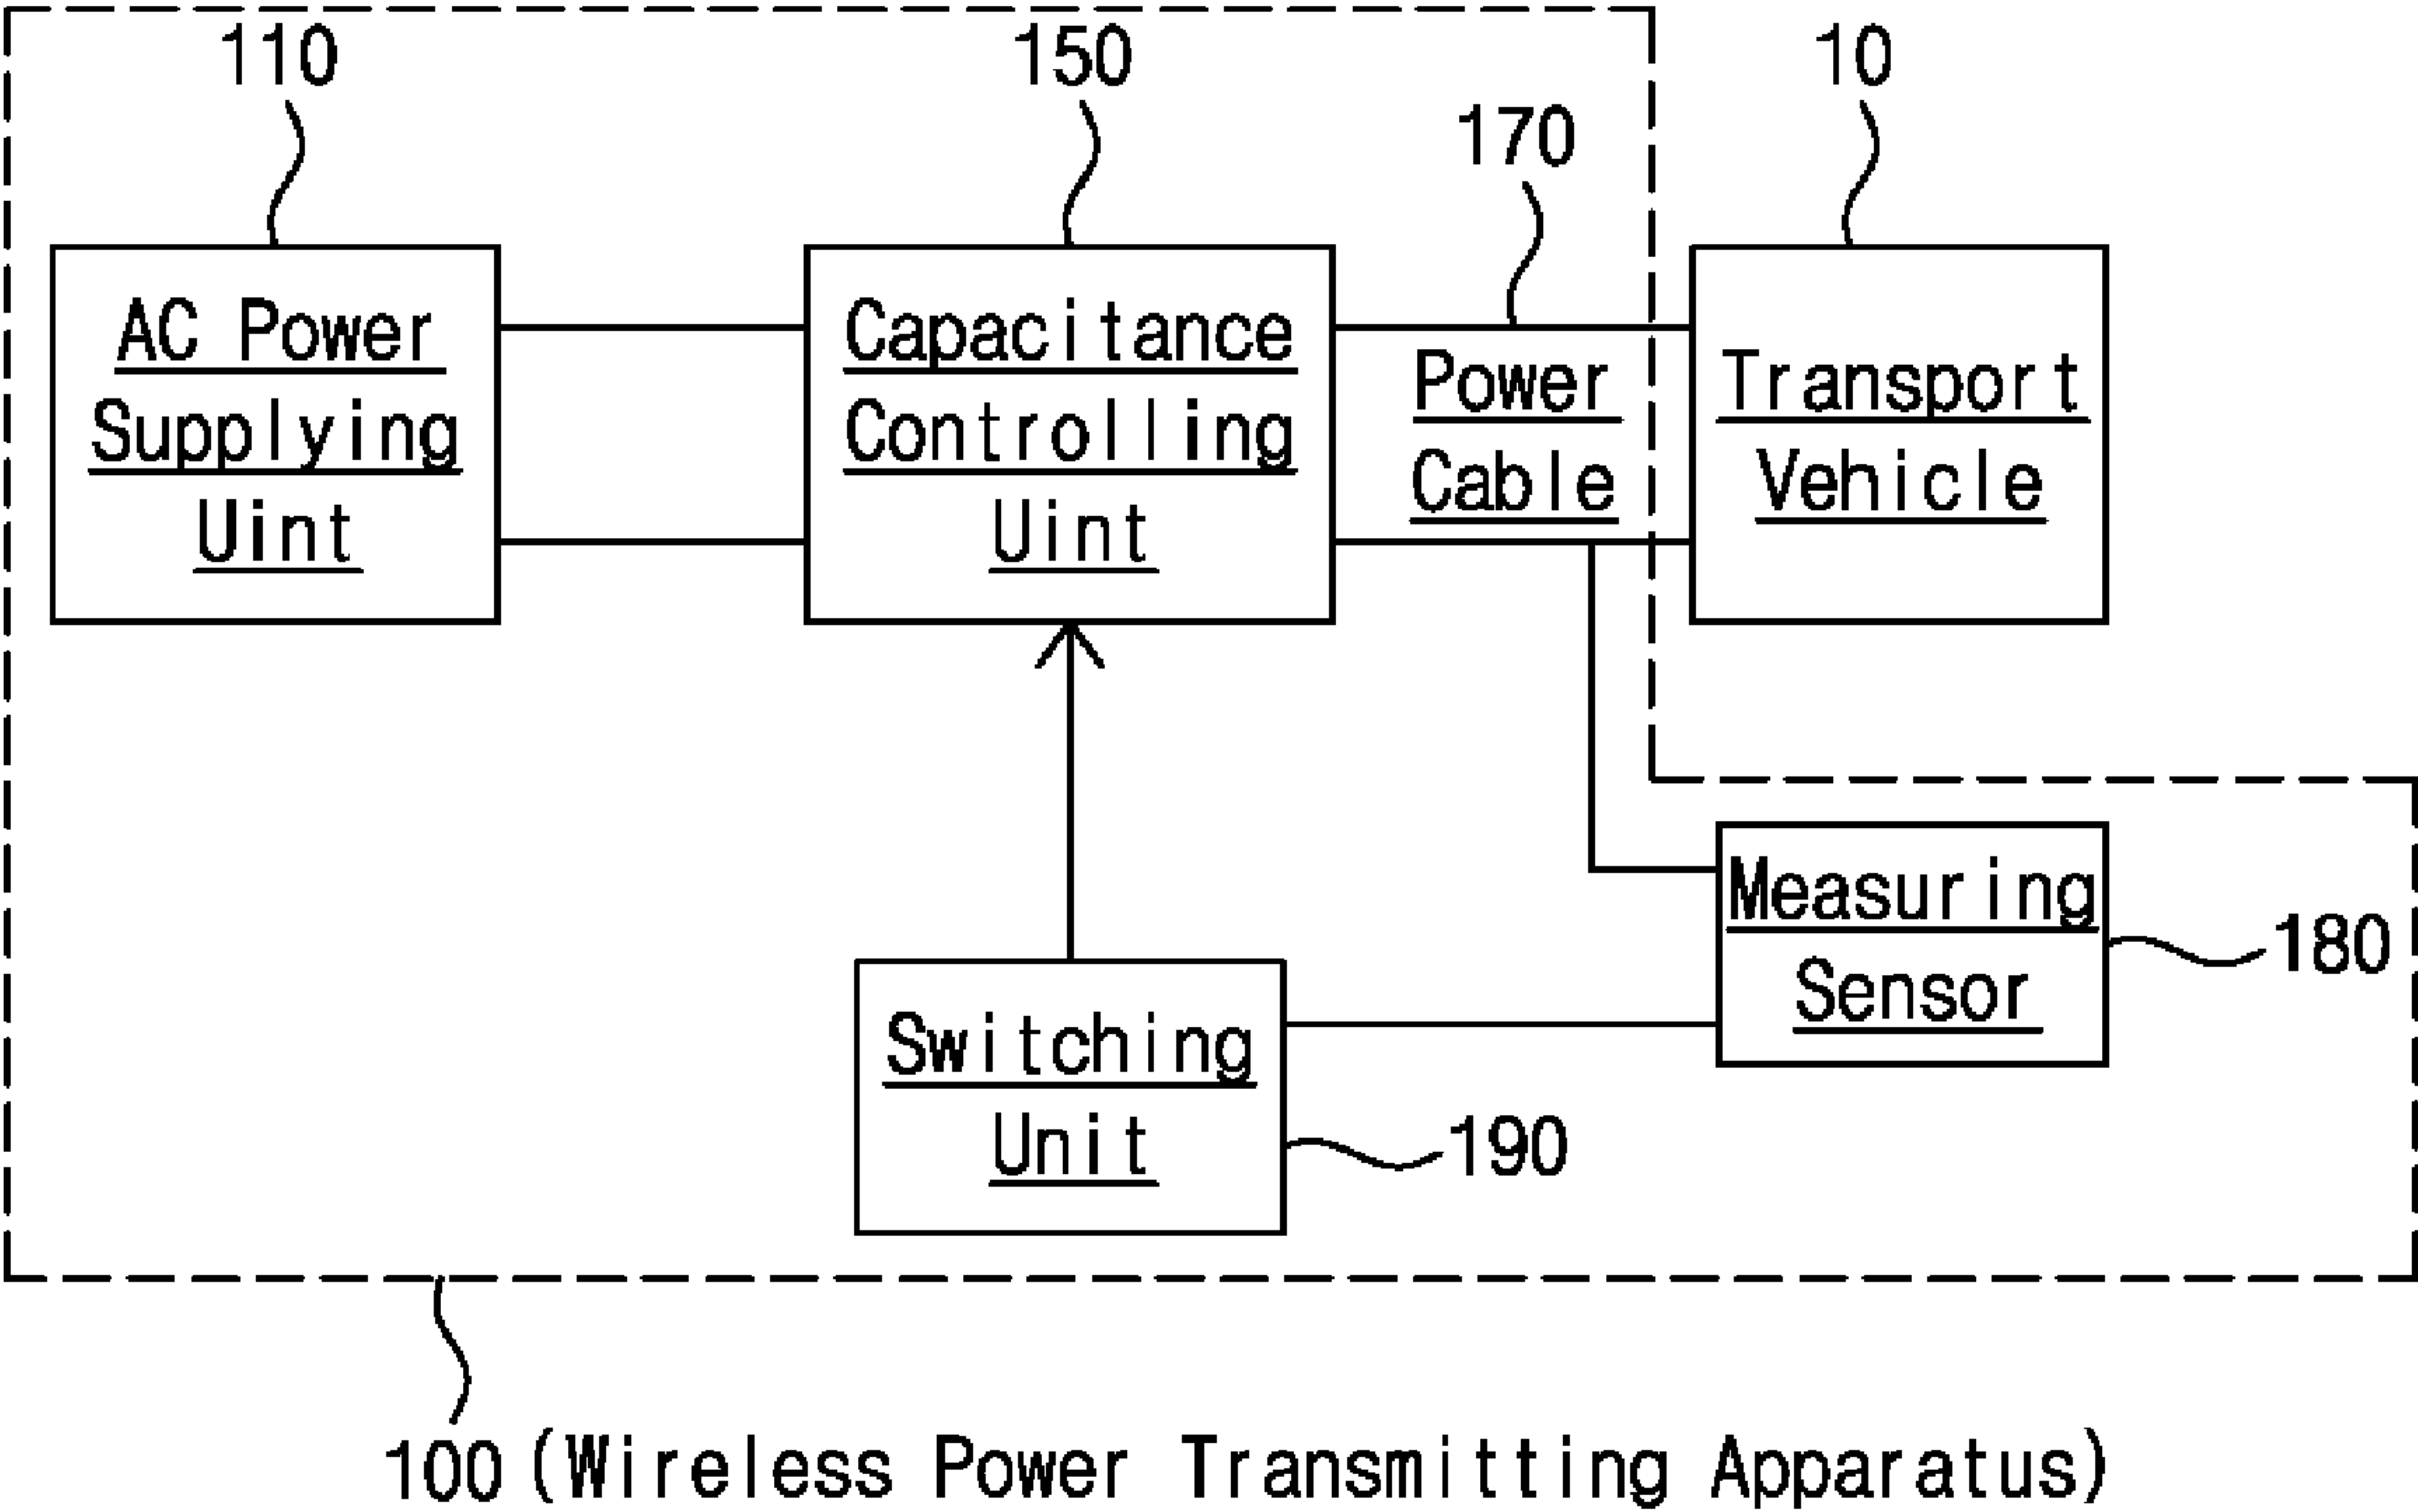 110
150
10
170
AC Power
Supplying
Uint
Capacitance
Controlling
Uint
Power
Cable
Transport
Vehicle
Measuring
Sensor
180
Switching
Unit
190
100(Wireless Power Transmitting Apparatus)